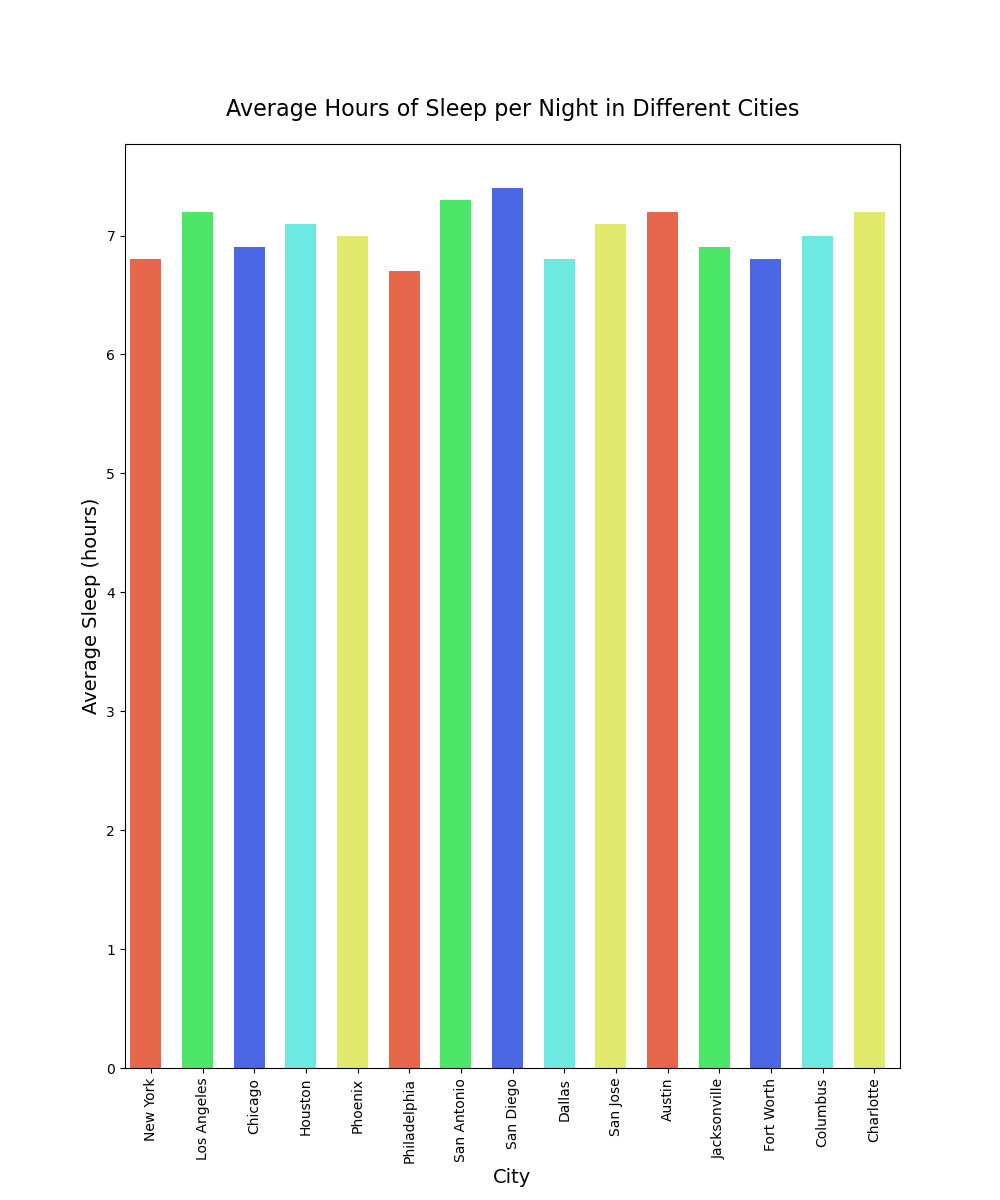 Average Hours of Sleep per Night in Different Cities
Average Sleep (hours)
7
6
5
4
3
2
1
0
New York
Los Angeles
Chicago
Houston
Phoenix
Philadelphia
San Antonio
San Diego
Dallas
San Jose
Austin
Jacksonville
Fort Worth
Columbus
Charlotte
City